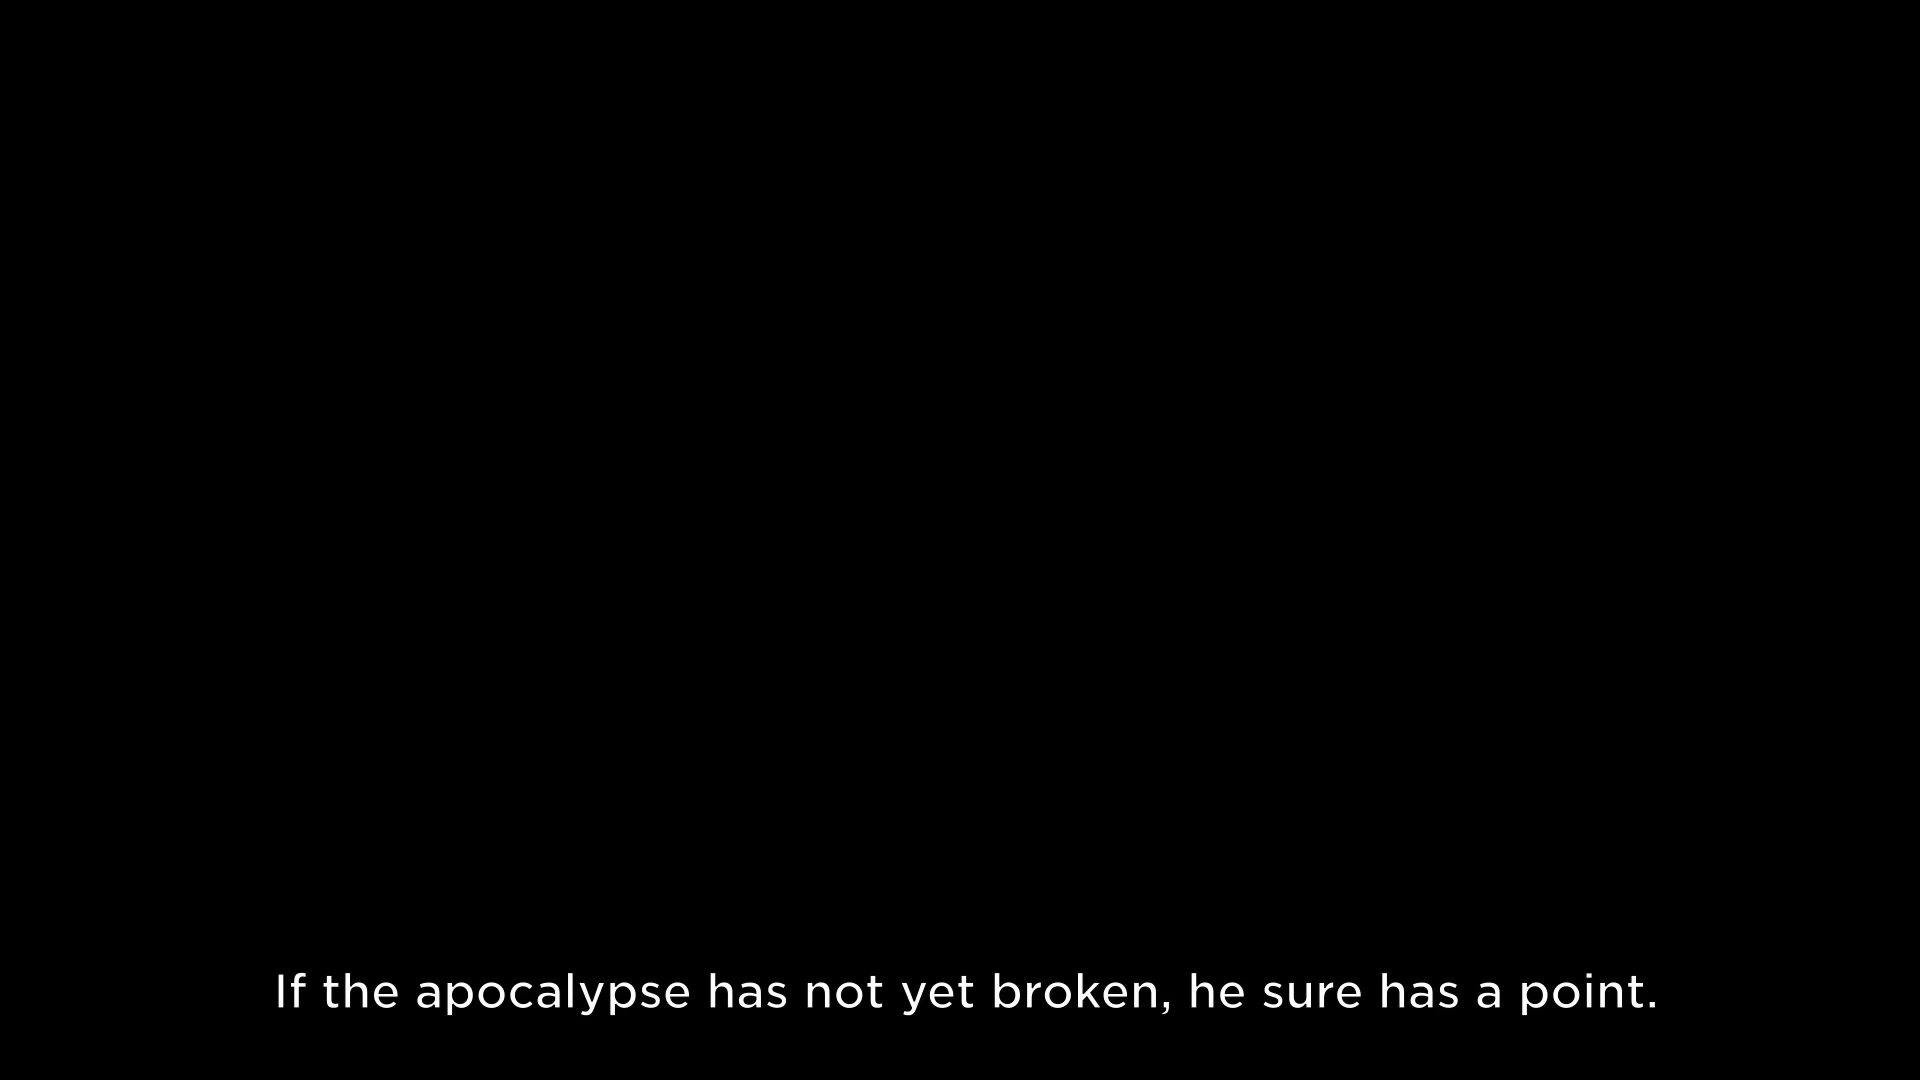 If the apocalypse has not yet broken, he sure has a point.